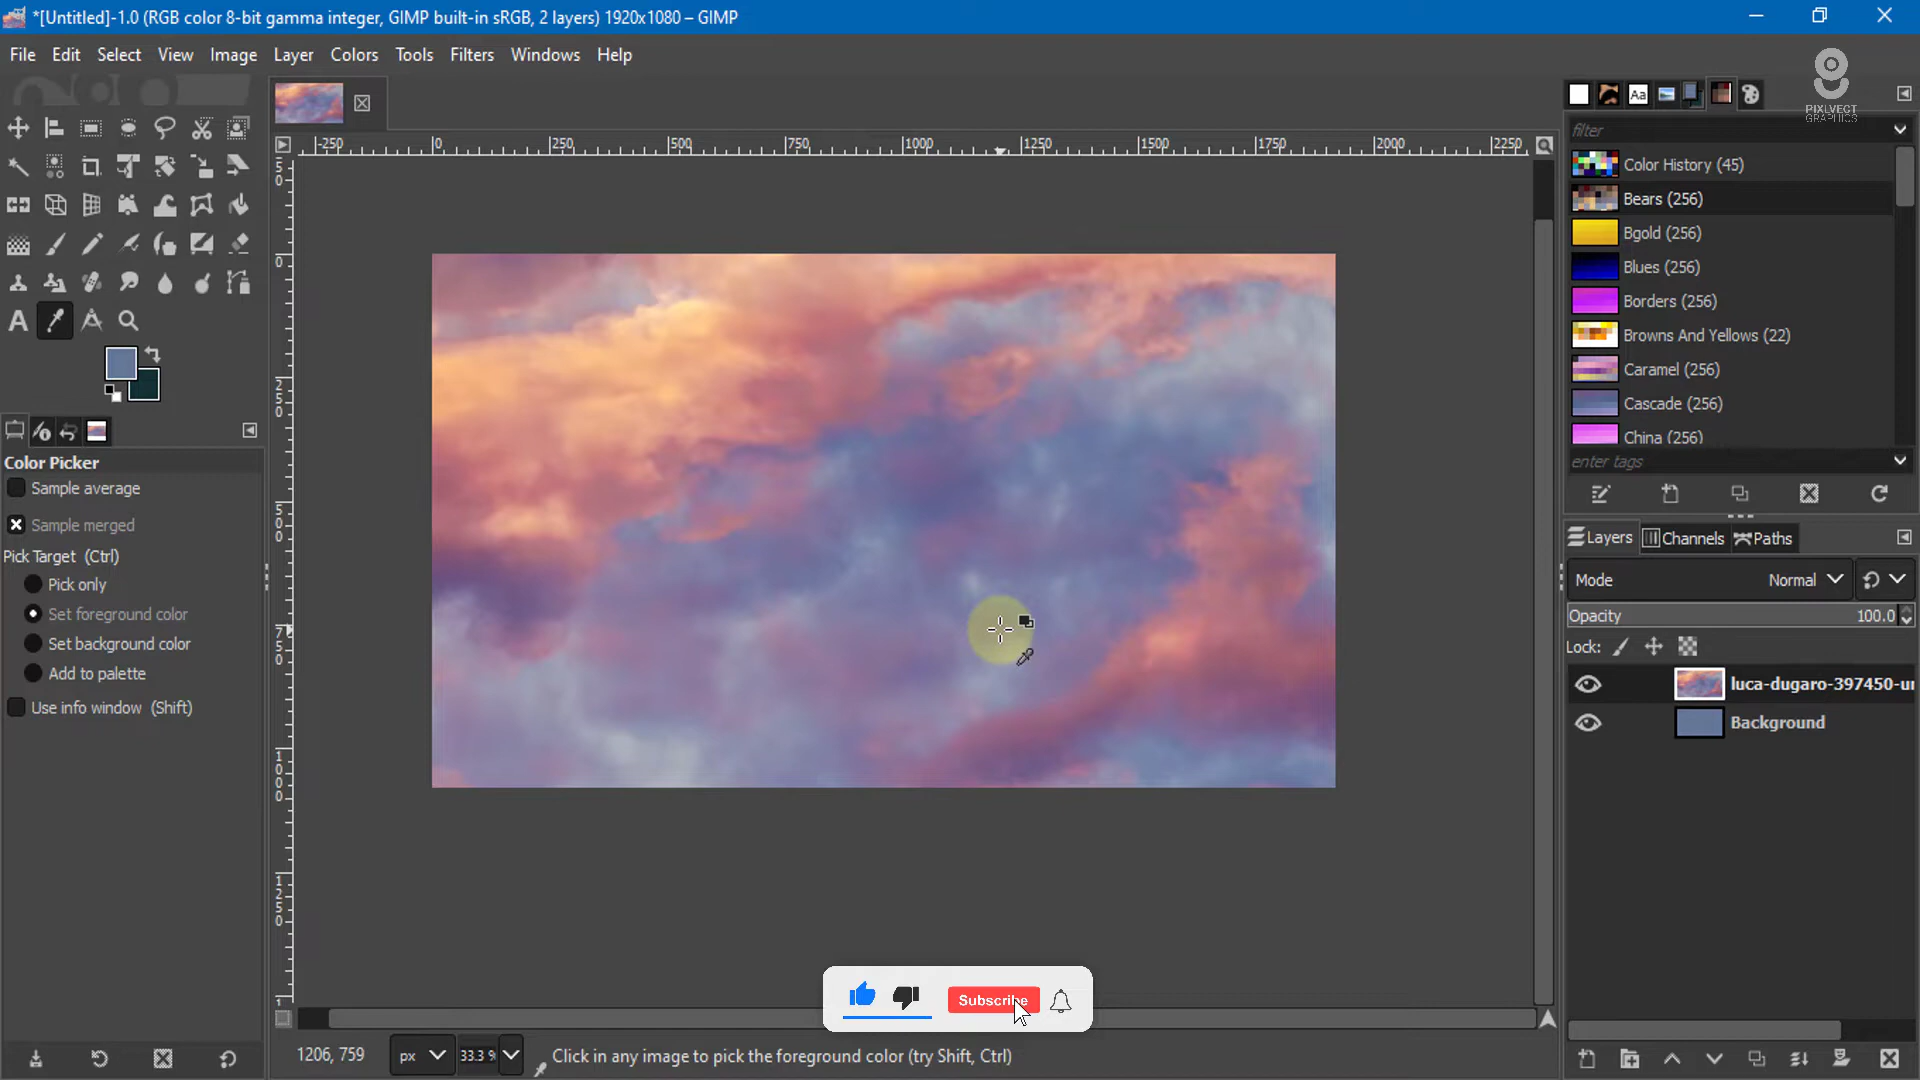 *[Untitled]-1.0 (RGB color 8-bit gamma integer, GIMP built-in sRGB, 2 layers) 1920x1080 – GIMP
File Edit Select View Image Layer Colors Tools Filters Windows Help
PIXLVECT
GRAPHICS
-250 0 250 500 750 1000 1250 1500 1750 2000 2250
filter
Color History (45)
Bears (256)
Bgold (256)
Blues (256)
Borders (256)
Browns And Yellows (22)
Caramel (256)
Cascade (256)
China (256)
enter tags
Color Picker
Sample average
Sample merged
Pick Target (Ctrl)
Pick only
Set foreground color
Set background color
Add to palette
Use info window (Shift)
Layers Channels Paths
Mode Normal
Opacity 100.0
Lock:
luca-dugaro-397450-
Background
Subscribe
1206, 759 px 33.3 % Click in any image to pick the foreground color (try Shift, Ctrl)